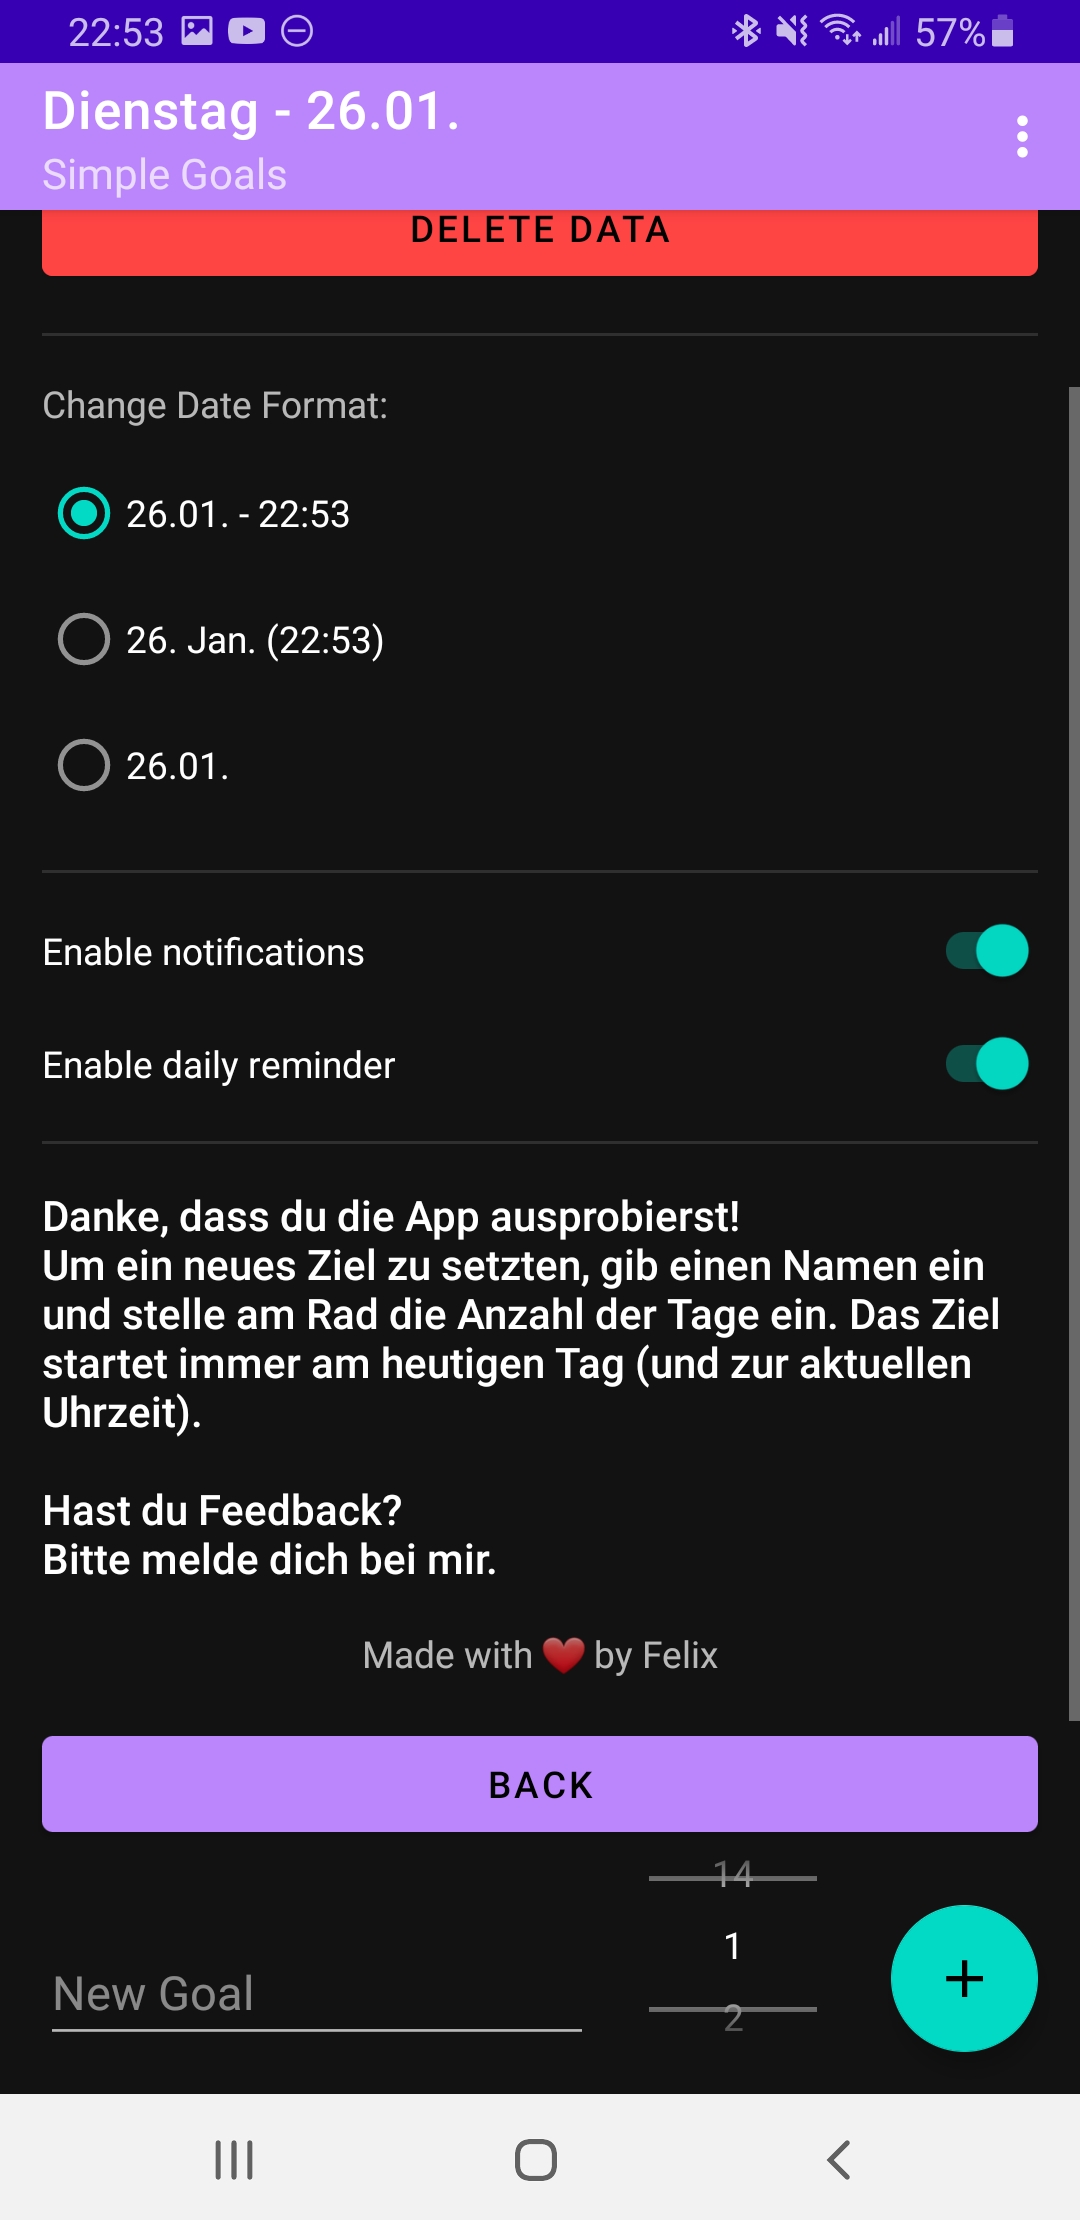 22:53
57%
Dienstag - 26.01.
Simple Goals
DELETE DATA
Change Date Format:
26.01. - 22:53
26. Jan. (22:53)
26.01.
Enable notifications
Enable daily reminder
Danke, dass du die App ausprobierst!
Um ein neues Ziel zu setzten, gib einen Namen ein
und stelle am Rad die Anzahl der Tage ein. Das Ziel
startet immer am heutigen Tag (und zur aktuellen
Uhrzeit).
Hast du Feedback?
Bitte melde dich bei mir.
Made with ❤️ by Felix
BACK
14
1
2
New Goal